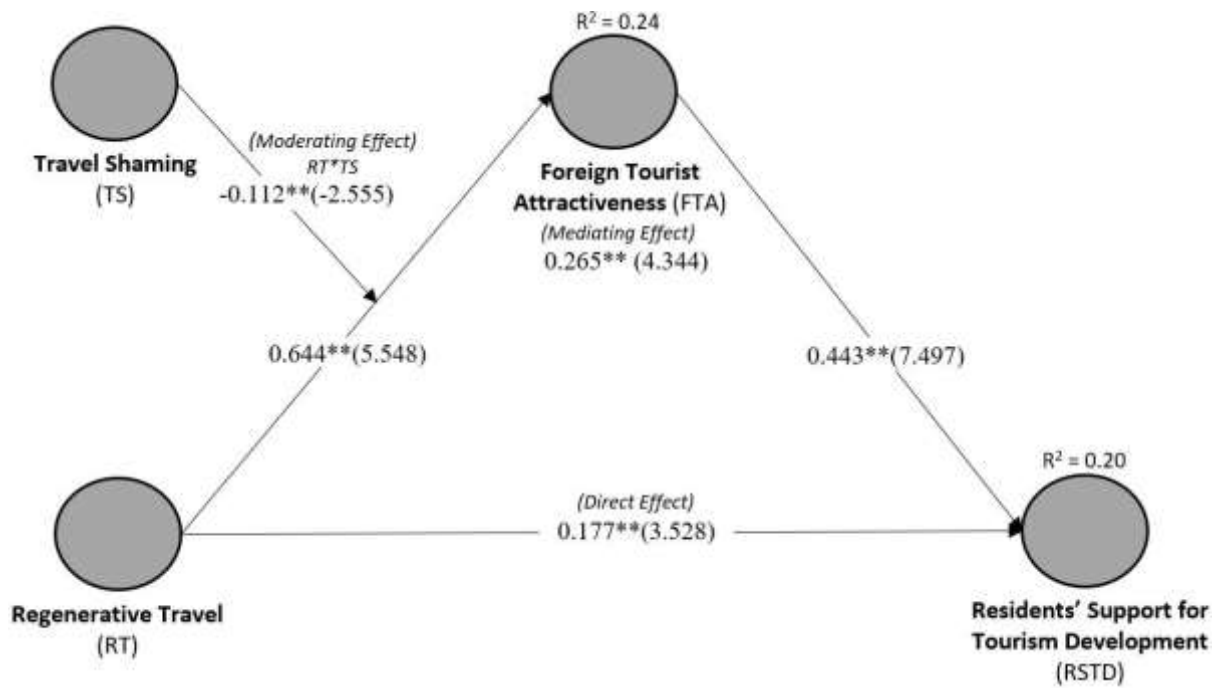 R² = 0.24
(Moderating Effect)
RT*TS
-0.112**(-2.555)
Travel Shaming
(TS)
Foreign Tourist
Attractiveness (FTA)
(Mediating Effect)
0.265** (4.344)
0.644**(5.548)
0.443**(7.497)
R² = 0.20
(Direct Effect)
0.177**(3.528)
Regenerative Travel
(RT)
Residents' Support for
Tourism Development
(RSTD)